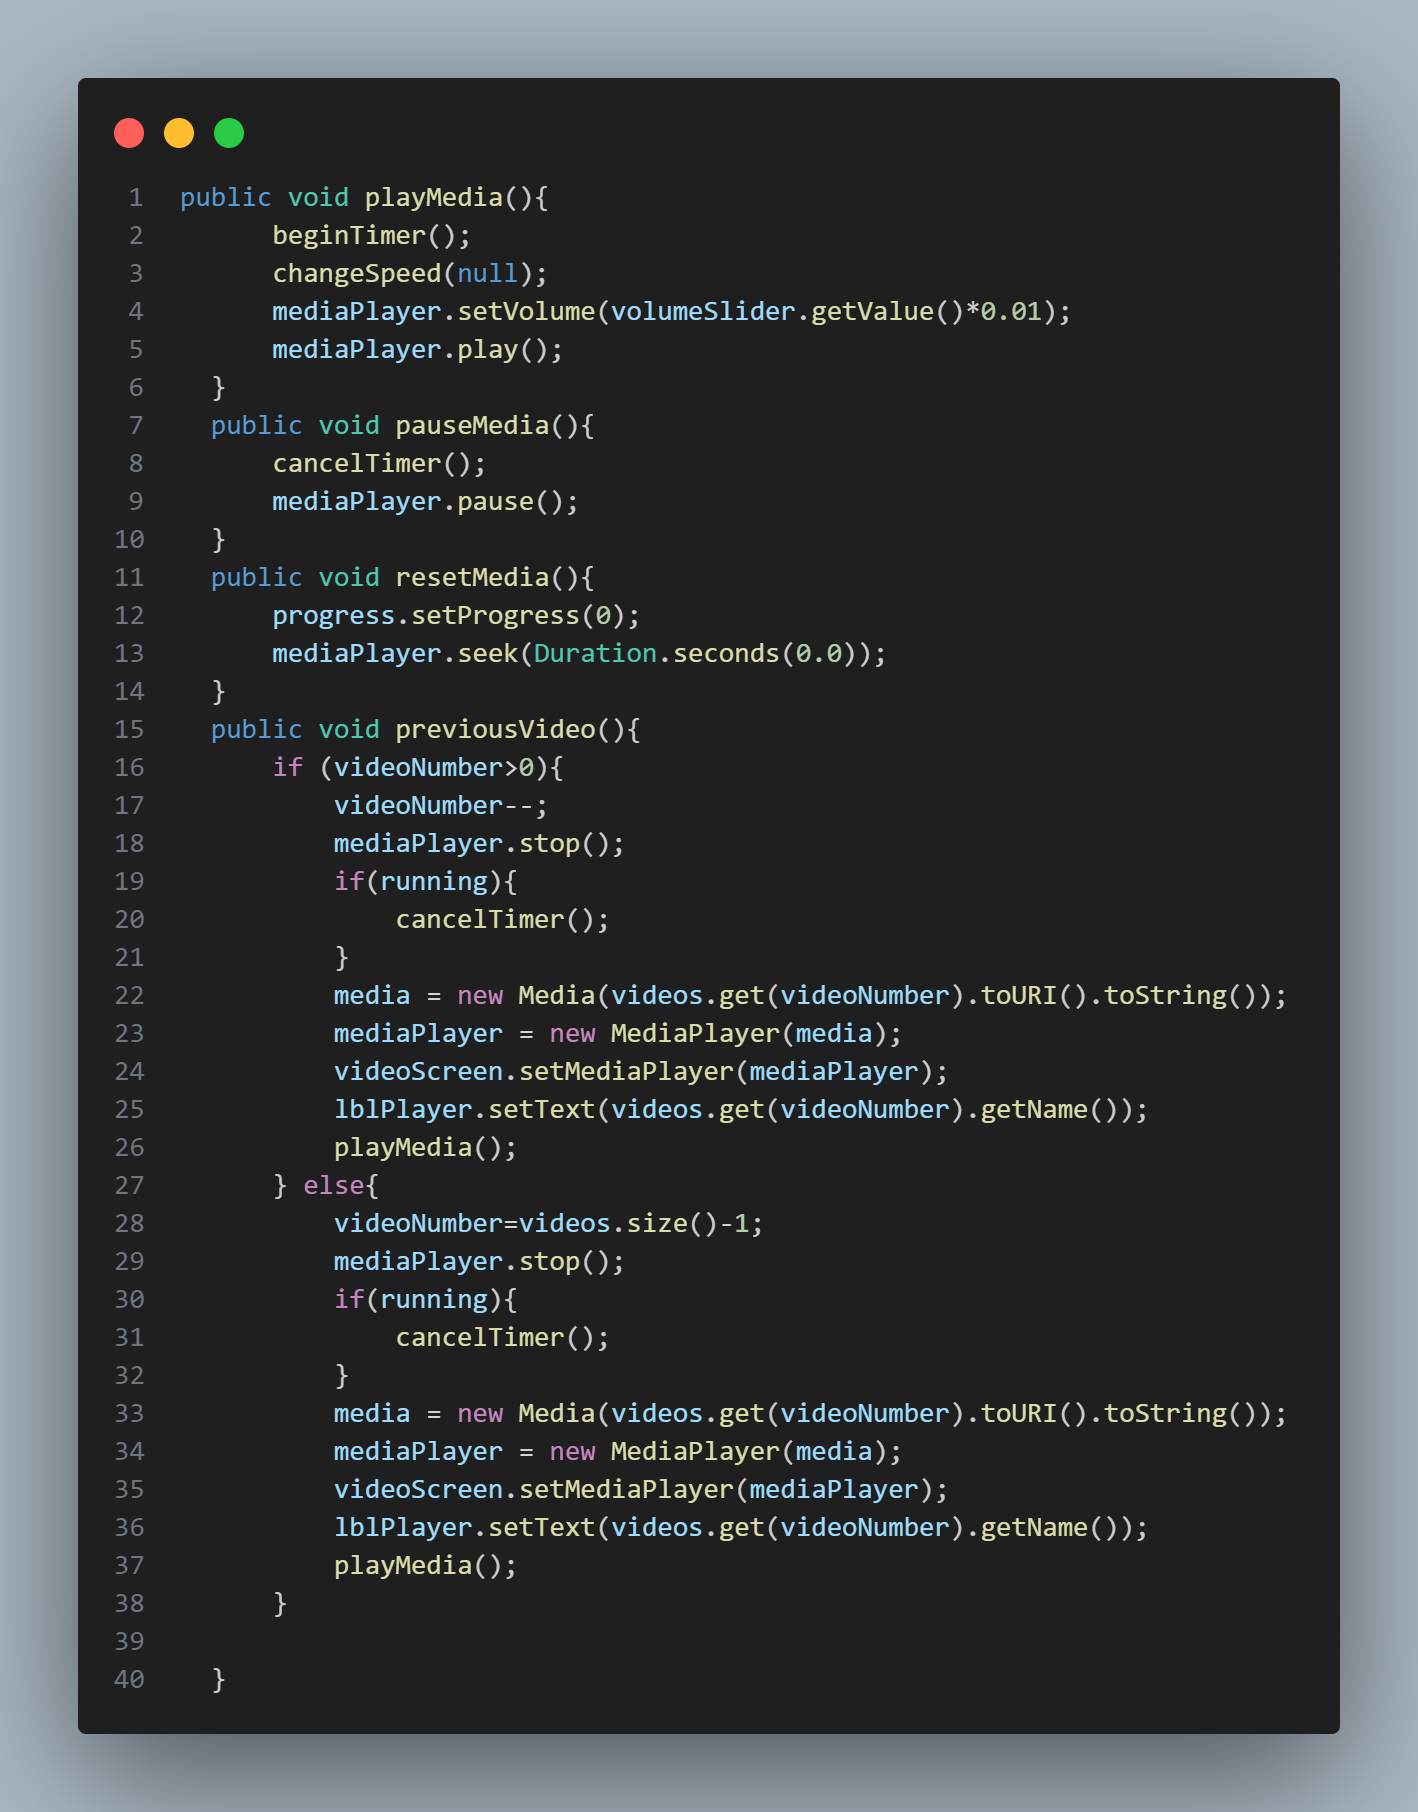 1 public void playMedia(){
2 beginTimer();
3 changeSpeed(null);
4 mediaPlayer.setVolume(volumeSlider.getValue()*0.01);
5 mediaPlayer.play();
6 }
7 public void pauseMedia(){
8 cancelTimer();
9 mediaPlayer.pause();
10 }
11 public void resetMedia(){
12 progress.setProgress(0);
13 mediaPlayer.seek(Duration.seconds(0.0));
14 }
15 public void previousVideo(){
16 if (videoNumber>0){
17 videoNumber--;
18 mediaPlayer.stop();
19 if(running){
20 cancelTimer();
21 }
22 media = new Media(videos.get(videoNumber).toURI().toString());
23 mediaPlayer = new MediaPlayer(media);
24 videoScreen.setMediaPlayer(mediaPlayer);
25 lblPlayer.setText(videos.get(videoNumber).getName());
26 playMedia();
27 } else{
28 videoNumber=videos.size()-1;
29 mediaPlayer.stop();
30 if(running){
31 cancelTimer();
32 }
33 media = new Media(videos.get(videoNumber).toURI().toString());
34 mediaPlayer = new MediaPlayer(media);
35 videoScreen.setMediaPlayer(mediaPlayer);
36 lblPlayer.setText(videos.get(videoNumber).getName());
37 playMedia();
38 }
39
40 }